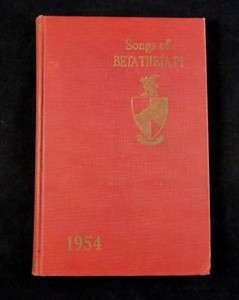 Songs of
BETA THETA PI
1954